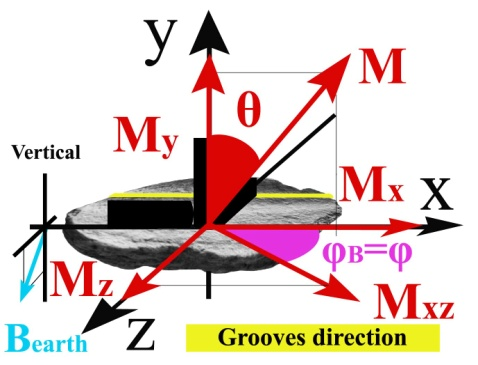 y
M
θ
My
Vertical
Mx
X
φB=φ
Mz
Mxz
Bearth
Z
Grooves direction